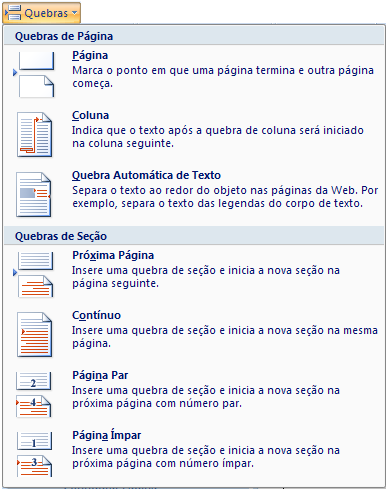 Quebras
Quebras de Página
Página
Marca o ponto em que uma página termina e outra página
começa.
Coluna
Indica que o texto após a quebra de coluna será iniciado
na coluna seguinte.
Quebra Automática de Texto
Separa o texto ao redor do objeto nas páginas da Web. Por
exemplo, separa o texto das legendas do corpo de texto.
Quebras de Seção
Próxima Página
Insere uma quebra de seção e inicia a nova seção na
página seguinte.
Contínuo
Insere uma quebra de seção e inicia a nova seção na mesma
página.
2
4
Página Par
Insere uma quebra de seção e inicia a nova seção na
próxima página com número par.
1
3
Página Ímpar
Insere uma quebra de seção e inicia a nova seção na
próxima página com número ímpar.